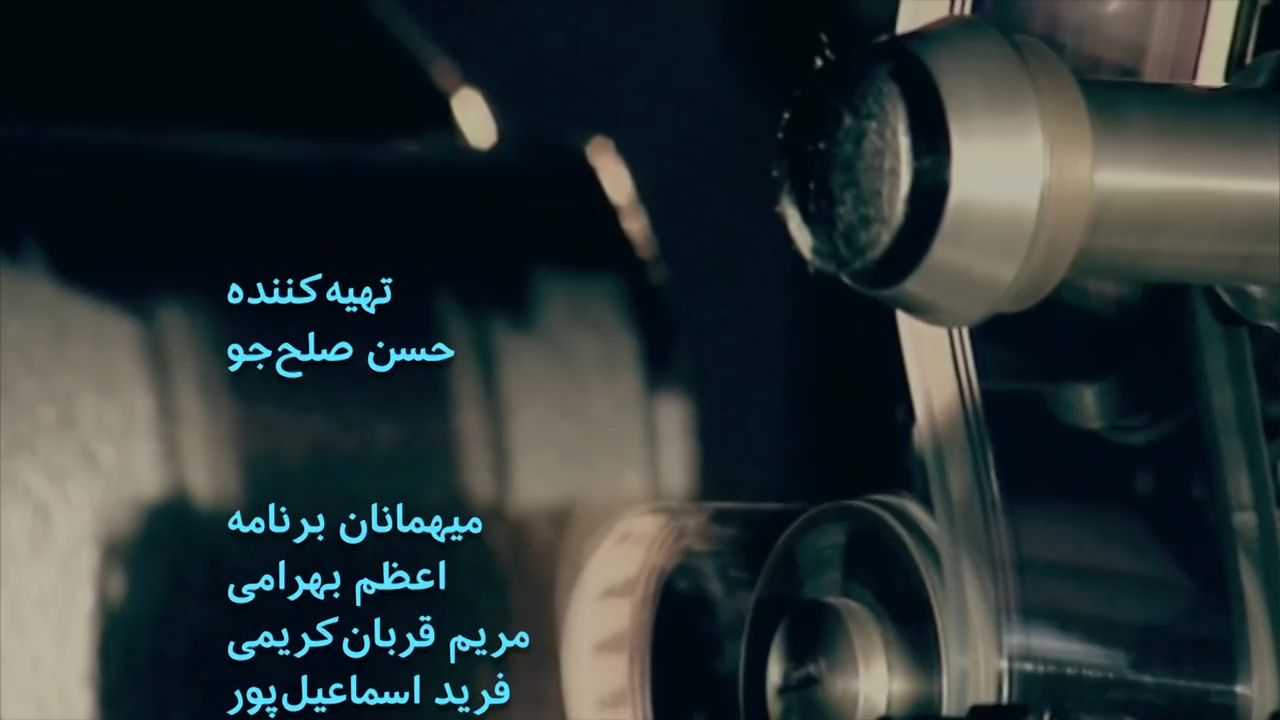 تهیه‌کننده
حسن صلح‌جو
میهمانان برنامه
اعظم بهرامی
مریم قربان‌کریمی
فرید اسماعیل‌پور